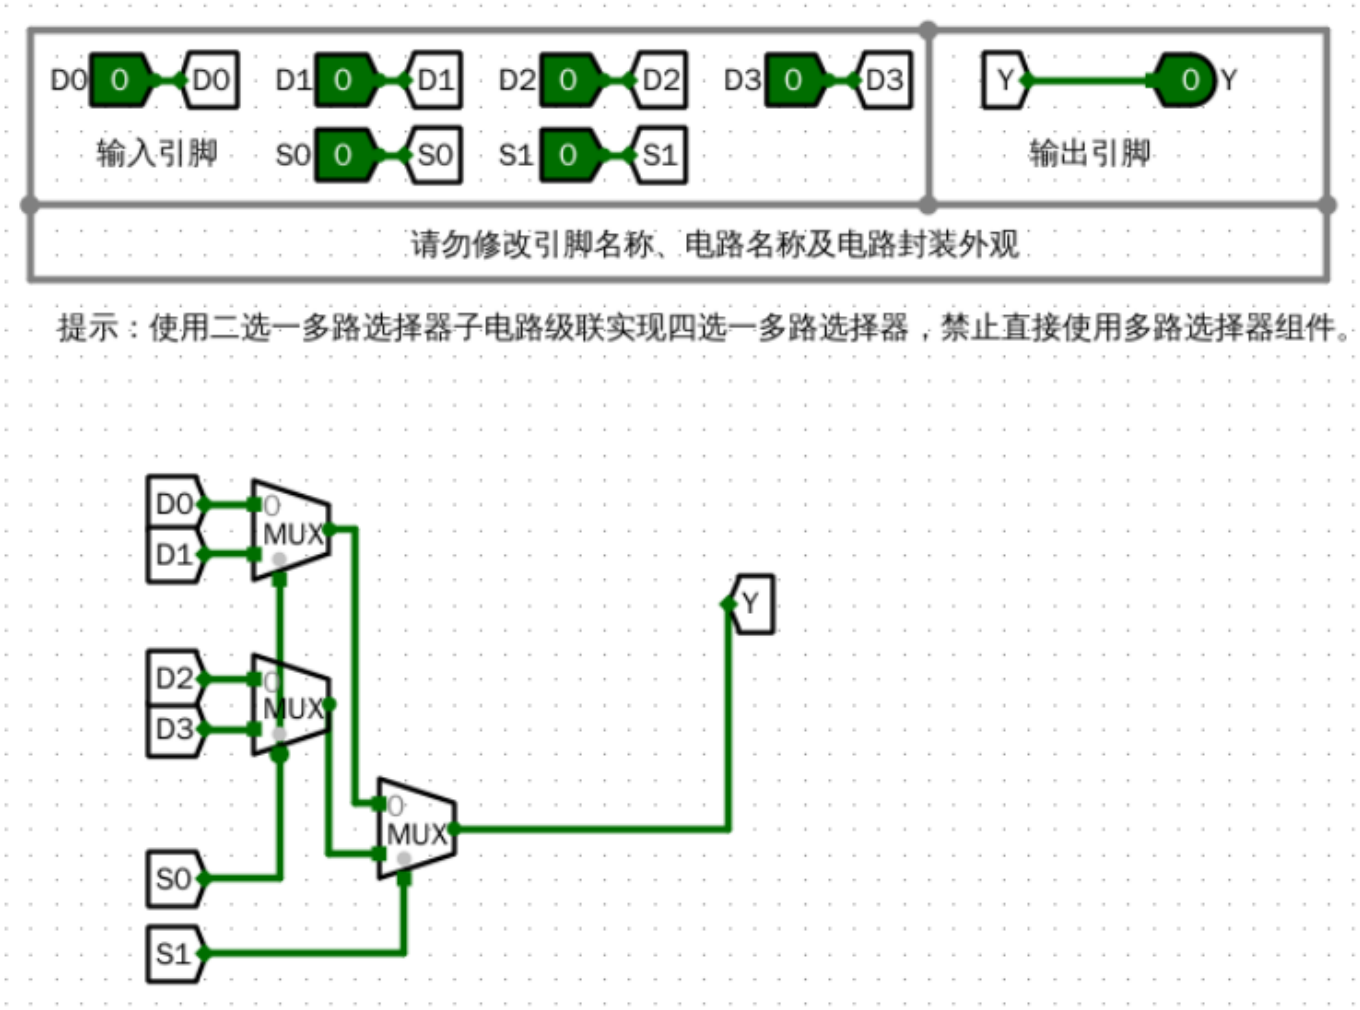 D0 0 D0 D1 0 D1 D2 0 D2 D3 0 D3 Y 0 Y
输入引脚 S0 0 S0 S1 0 S1 输出引脚
请勿修改引脚名称、电路名称及电路封装外观
提示：使用二选一多路选择器子电路级联实现四选一多路选择器，禁止直接使用多路选择器组件。
D0 0
MUX
D1
Y
D2 0
MUX
D3
0
MUX
S0
S1